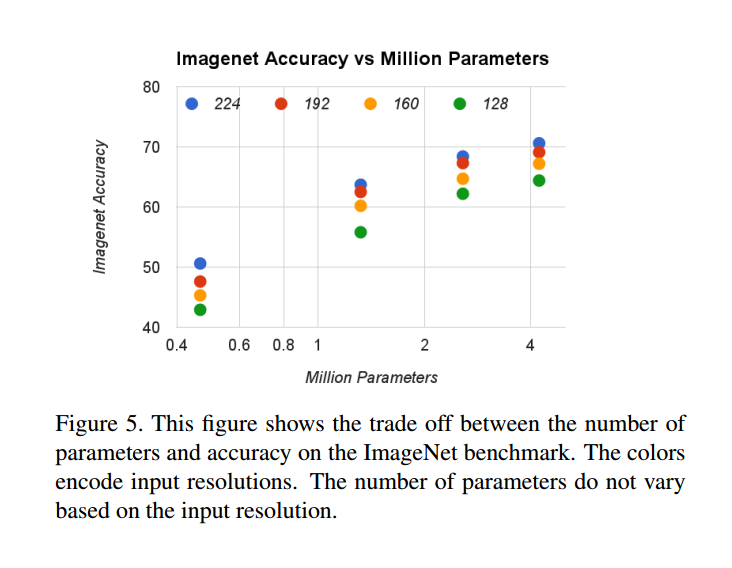 Imagenet Accuracy vs Million Parameters
80
224 192 160 128
70
60
50
40
Imagenet Accuracy
0.4 0.6 0.8 1 2 4
Million Parameters
Figure 5. This figure shows the trade off between the number of
parameters and accuracy on the ImageNet benchmark. The colors
encode input resolutions. The number of parameters do not vary
based on the input resolution.